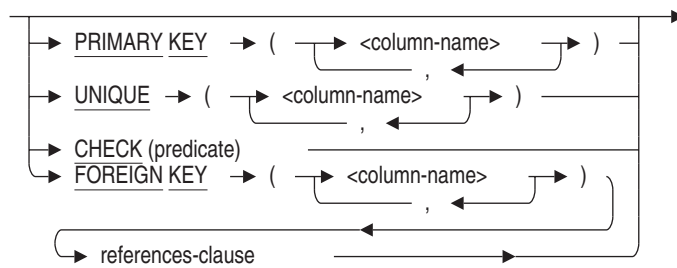 PRIMARY KEY ( <column-name> )
,
UNIQUE ( <column-name> )
,
CHECK (predicate)
FOREIGN KEY ( <column-name> )
,
references-clause